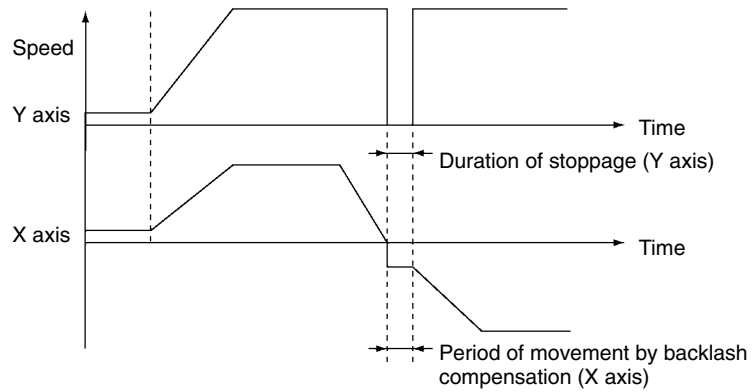 Speed
Y axis
Time
Duration of stoppage (Y axis)
X axis
Time
Period of movement by backlash
compensation (X axis)